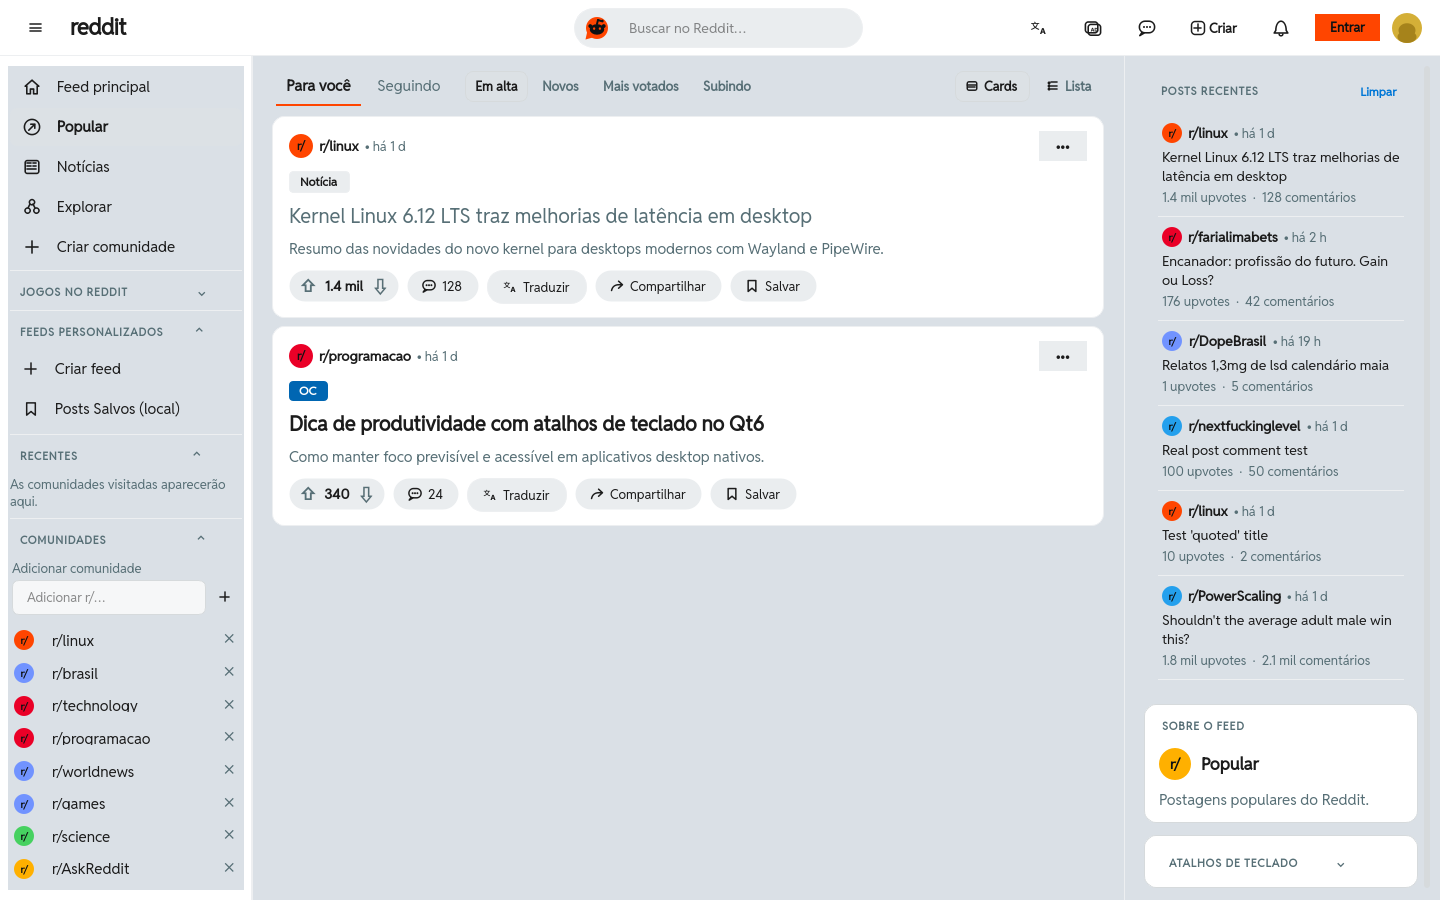 reddit
Buscar no Reddit...
Criar
Entrar
Feed principal
Popular
Notícias
Explorar
Criar comunidade
JOGOS NO REDDIT
FEEDS PERSONALIZADOS
Criar feed
Posts Salvos (local)
RECENTES
As comunidades visitadas aparecerão
aqui.
COMUNIDADES
Adicionar comunidade
Adicionar r/...
r/ r/linux
r/ r/brasil
r/ r/technology
r/ r/programacao
r/ r/worldnews
r/ r/games
r/ r/science
r/ r/AskReddit
Para você Seguindo Em alta Novos Mais votados Subindo Cards Lista
r/ r/linux • há 1 d
Notícia
Kernel Linux 6.12 LTS traz melhorias de latência em desktop
Resumo das novidades do novo kernel para desktops modernos com Wayland e PipeWire.
1.4 mil 128 Traduzir Compartilhar Salvar
r/ r/programacao • há 1 d
OC
Dica de produtividade com atalhos de teclado no Qt6
Como manter foco previsível e acessível em aplicativos desktop nativos.
340 24 Traduzir Compartilhar Salvar
POSTS RECENTES Limpar
r/ r/linux • há 1 d
Kernel Linux 6.12 LTS traz melhorias de
latência em desktop
1.4 mil upvotes · 128 comentários
r/ r/farialimabets • há 2 h
Encanador: profissão do futuro. Gain
ou Loss?
176 upvotes · 42 comentários
r/ r/DopeBrasil • há 19 h
Relatos 1,3mg de lsd calendário maia
1 upvotes · 5 comentários
r/ r/nextfuckinglevel • há 1 d
Real post comment test
100 upvotes · 50 comentários
r/ r/linux • há 1 d
Test 'quoted' title
10 upvotes · 2 comentários
r/ r/PowerScaling • há 1 d
Shouldn't the average adult male win
this?
1.8 mil upvotes · 2.1 mil comentários
SOBRE O FEED
r/ Popular
Postagens populares do Reddit.
ATALHOS DE TECLADO